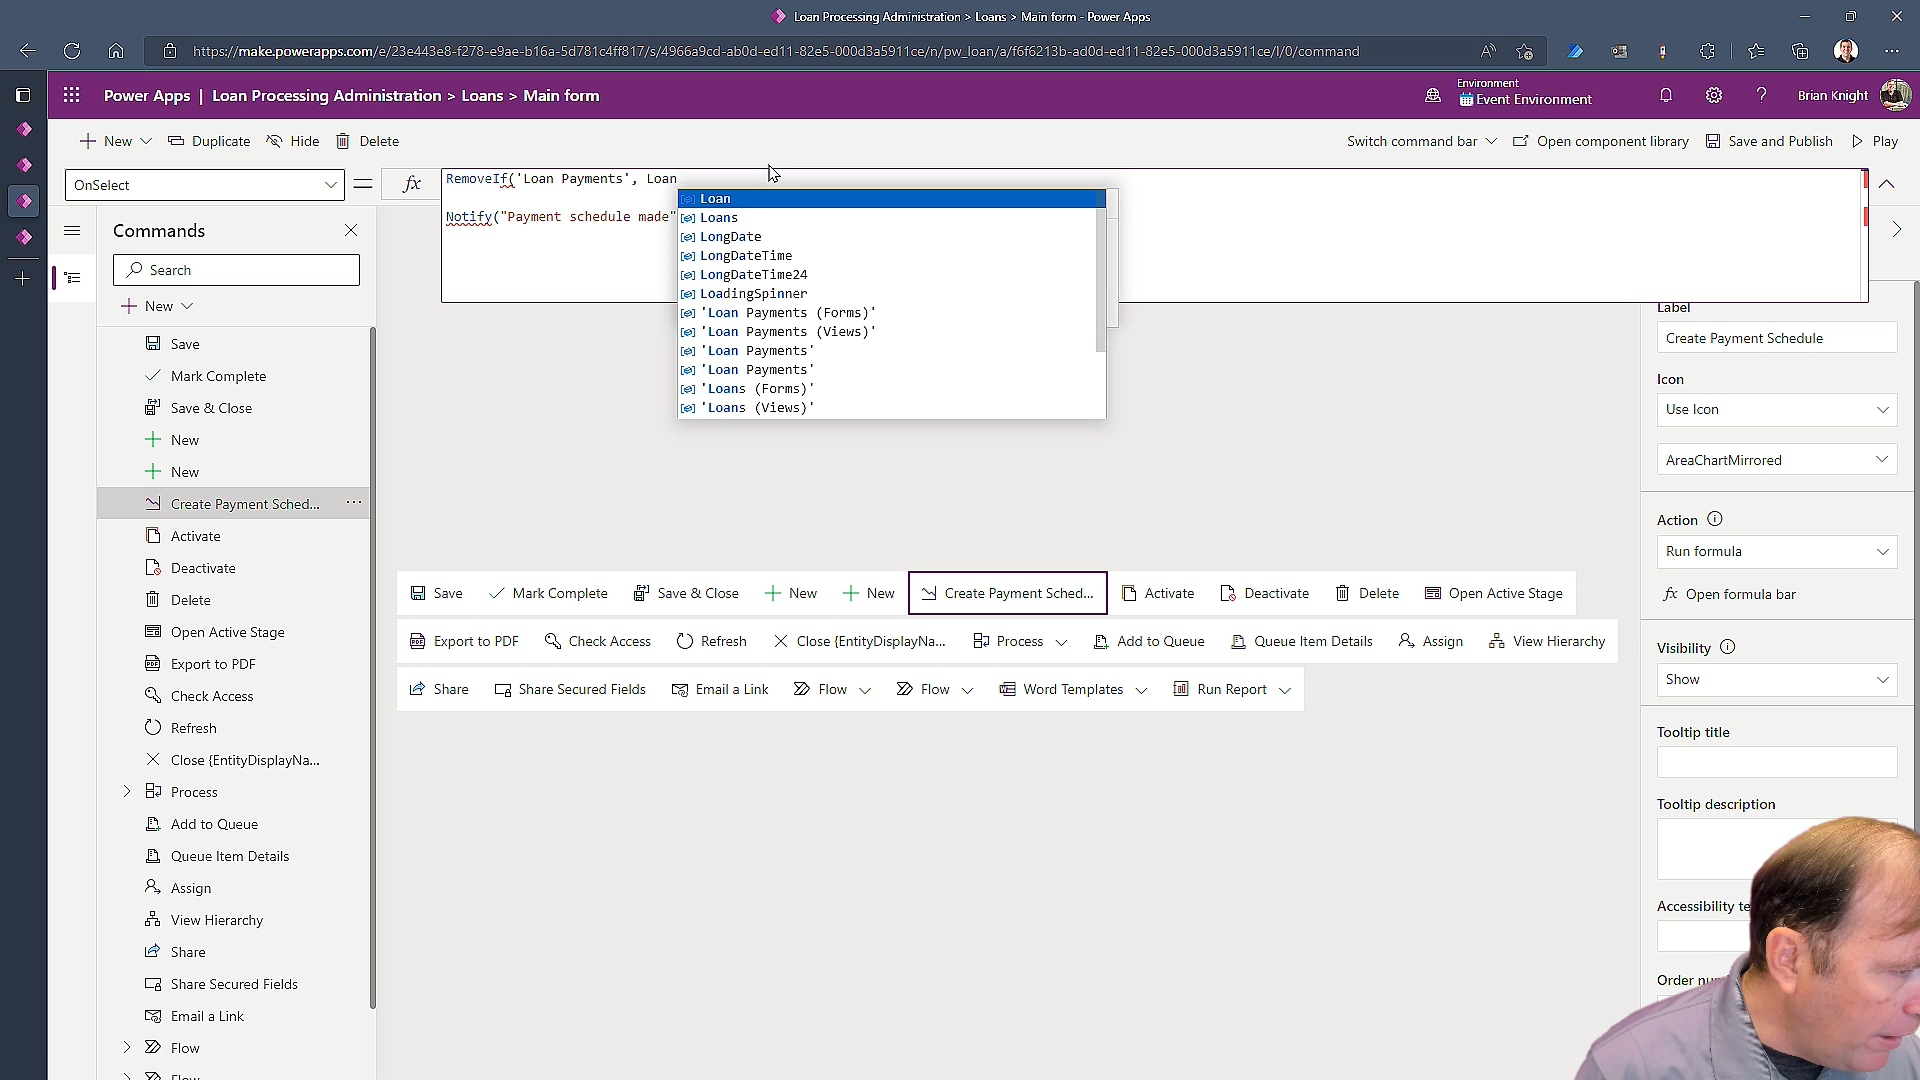 Loan Processing Administration > Loans > Main form - Power Apps
https://make.powerapps.com/e/23e443e8-f278-e9ae-b16a-5d781c4ff817/s/4966a9cd-ab0d-ed11-82e5-000d3a5911ce/n/pw_loan/a/f6f6213b-ad0d-ed11-82e5-000d3a5911ce/l/0/command
Power Apps | Loan Processing Administration > Loans > Main form
Environment
Event Environment
Brian Knight
New
Duplicate
Hide
Delete
Switch command bar
Open component library
Save and Publish
Play
OnSelect
= fx
RemoveIf('Loan Payments', Loan
Notify("Payment schedule made"
Loan
Loans
LongDate
LongDateTime
LongDateTime24
LoadingSpinner
'Loan Payments (Forms)'
'Loan Payments (Views)'
'Loan Payments'
'Loan Payments'
'Loans (Forms)'
'Loans (Views)'
Commands
Search
New
Save
Mark Complete
Save & Close
New
New
Create Payment Sched...
Activate
Deactivate
Delete
Open Active Stage
Export to PDF
Check Access
Refresh
Close {EntityDisplayNa...
Process
Add to Queue
Queue Item Details
Assign
View Hierarchy
Share
Share Secured Fields
Email a Link
Flow
Save
Mark Complete
Save & Close
New
New
Create Payment Sched...
Activate
Deactivate
Delete
Open Active Stage
Export to PDF
Check Access
Refresh
Close {EntityDisplayNa...
Process
Add to Queue
Queue Item Details
Assign
View Hierarchy
Share
Share Secured Fields
Email a Link
Flow
Flow
Word Templates
Run Report
Label
Create Payment Schedule
Icon
Use Icon
AreaChartMirrored
Action
Run formula
fx Open formula bar
Visibility
Show
Tooltip title
Tooltip description
Accessibility te
Order nu